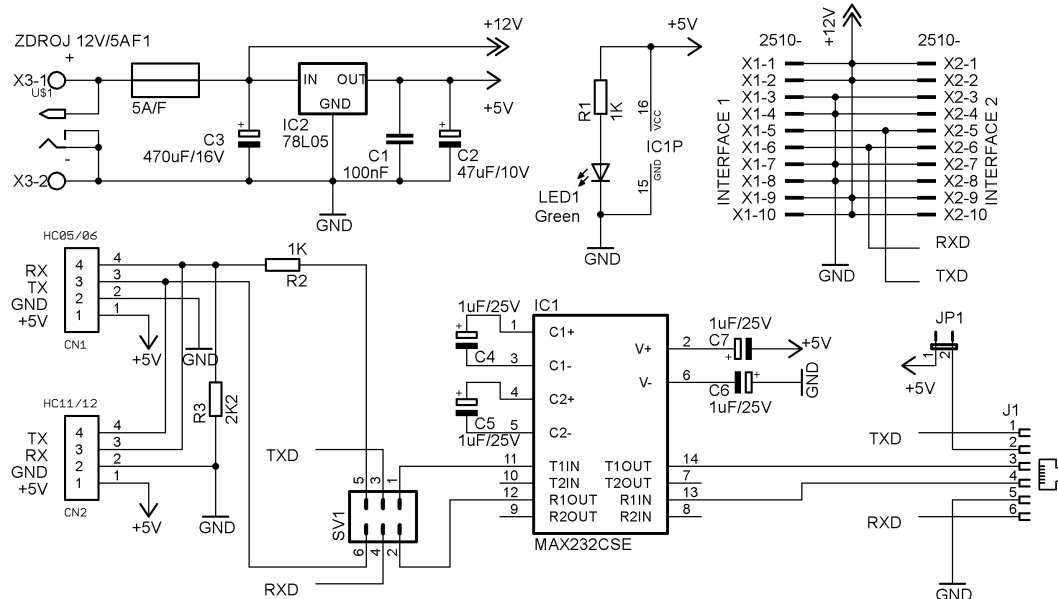 ZDROJ 12V/5AF1
+
X3-1
U$1
-
X3-2
5A/F
+12V
IN OUT
GND
IC2
78L05
+5V
+
C3
470uF/16V
C1
100nF
+
C2
47uF/10V
GND
+5V
R1
1K
16
VCC
IC1P
GND
15
LED1
Green
GND
+12V
2510- 2510-
X1-1 X2-1
X1-2 X2-2
X1-3 X2-3
X1-4 X2-4
X1-5 X2-5
X1-6 X2-6
X1-7 X2-7
X1-8 X2-8
X1-9 X2-9
X1-10 X2-10
INTERFACE 1
INTERFACE 2
RXD
GND
TXD
HC05/06
RX 4 4
TX 3 3
GND 2 2
+5V 1 1
CN1
+5V
GND
1K
R2
R3
2K2
HC11/12
TX 4 4
RX 3 3
GND 2 2
+5V 1 1
CN2
+5V
GND
TXD
5 3 1
SV1
6 4 2
RXD
1uF/25V
+
C4
+
C5
1uF/25V
IC1
1 C1+
3 C1-
4 C2+
5 C2-
11 T1IN T1OUT 14
10 T2IN T2OUT 7
12 R1OUT R1IN 13
9 R2OUT R2IN 8
V+ 2
V- 6
MAX232CSE
1uF/25V
C7
+
+5V
C6
+
1uF/25V
GND
JP1
1
2
+5V
J1
TXD
1
2
3
4
5
6
RXD
GND